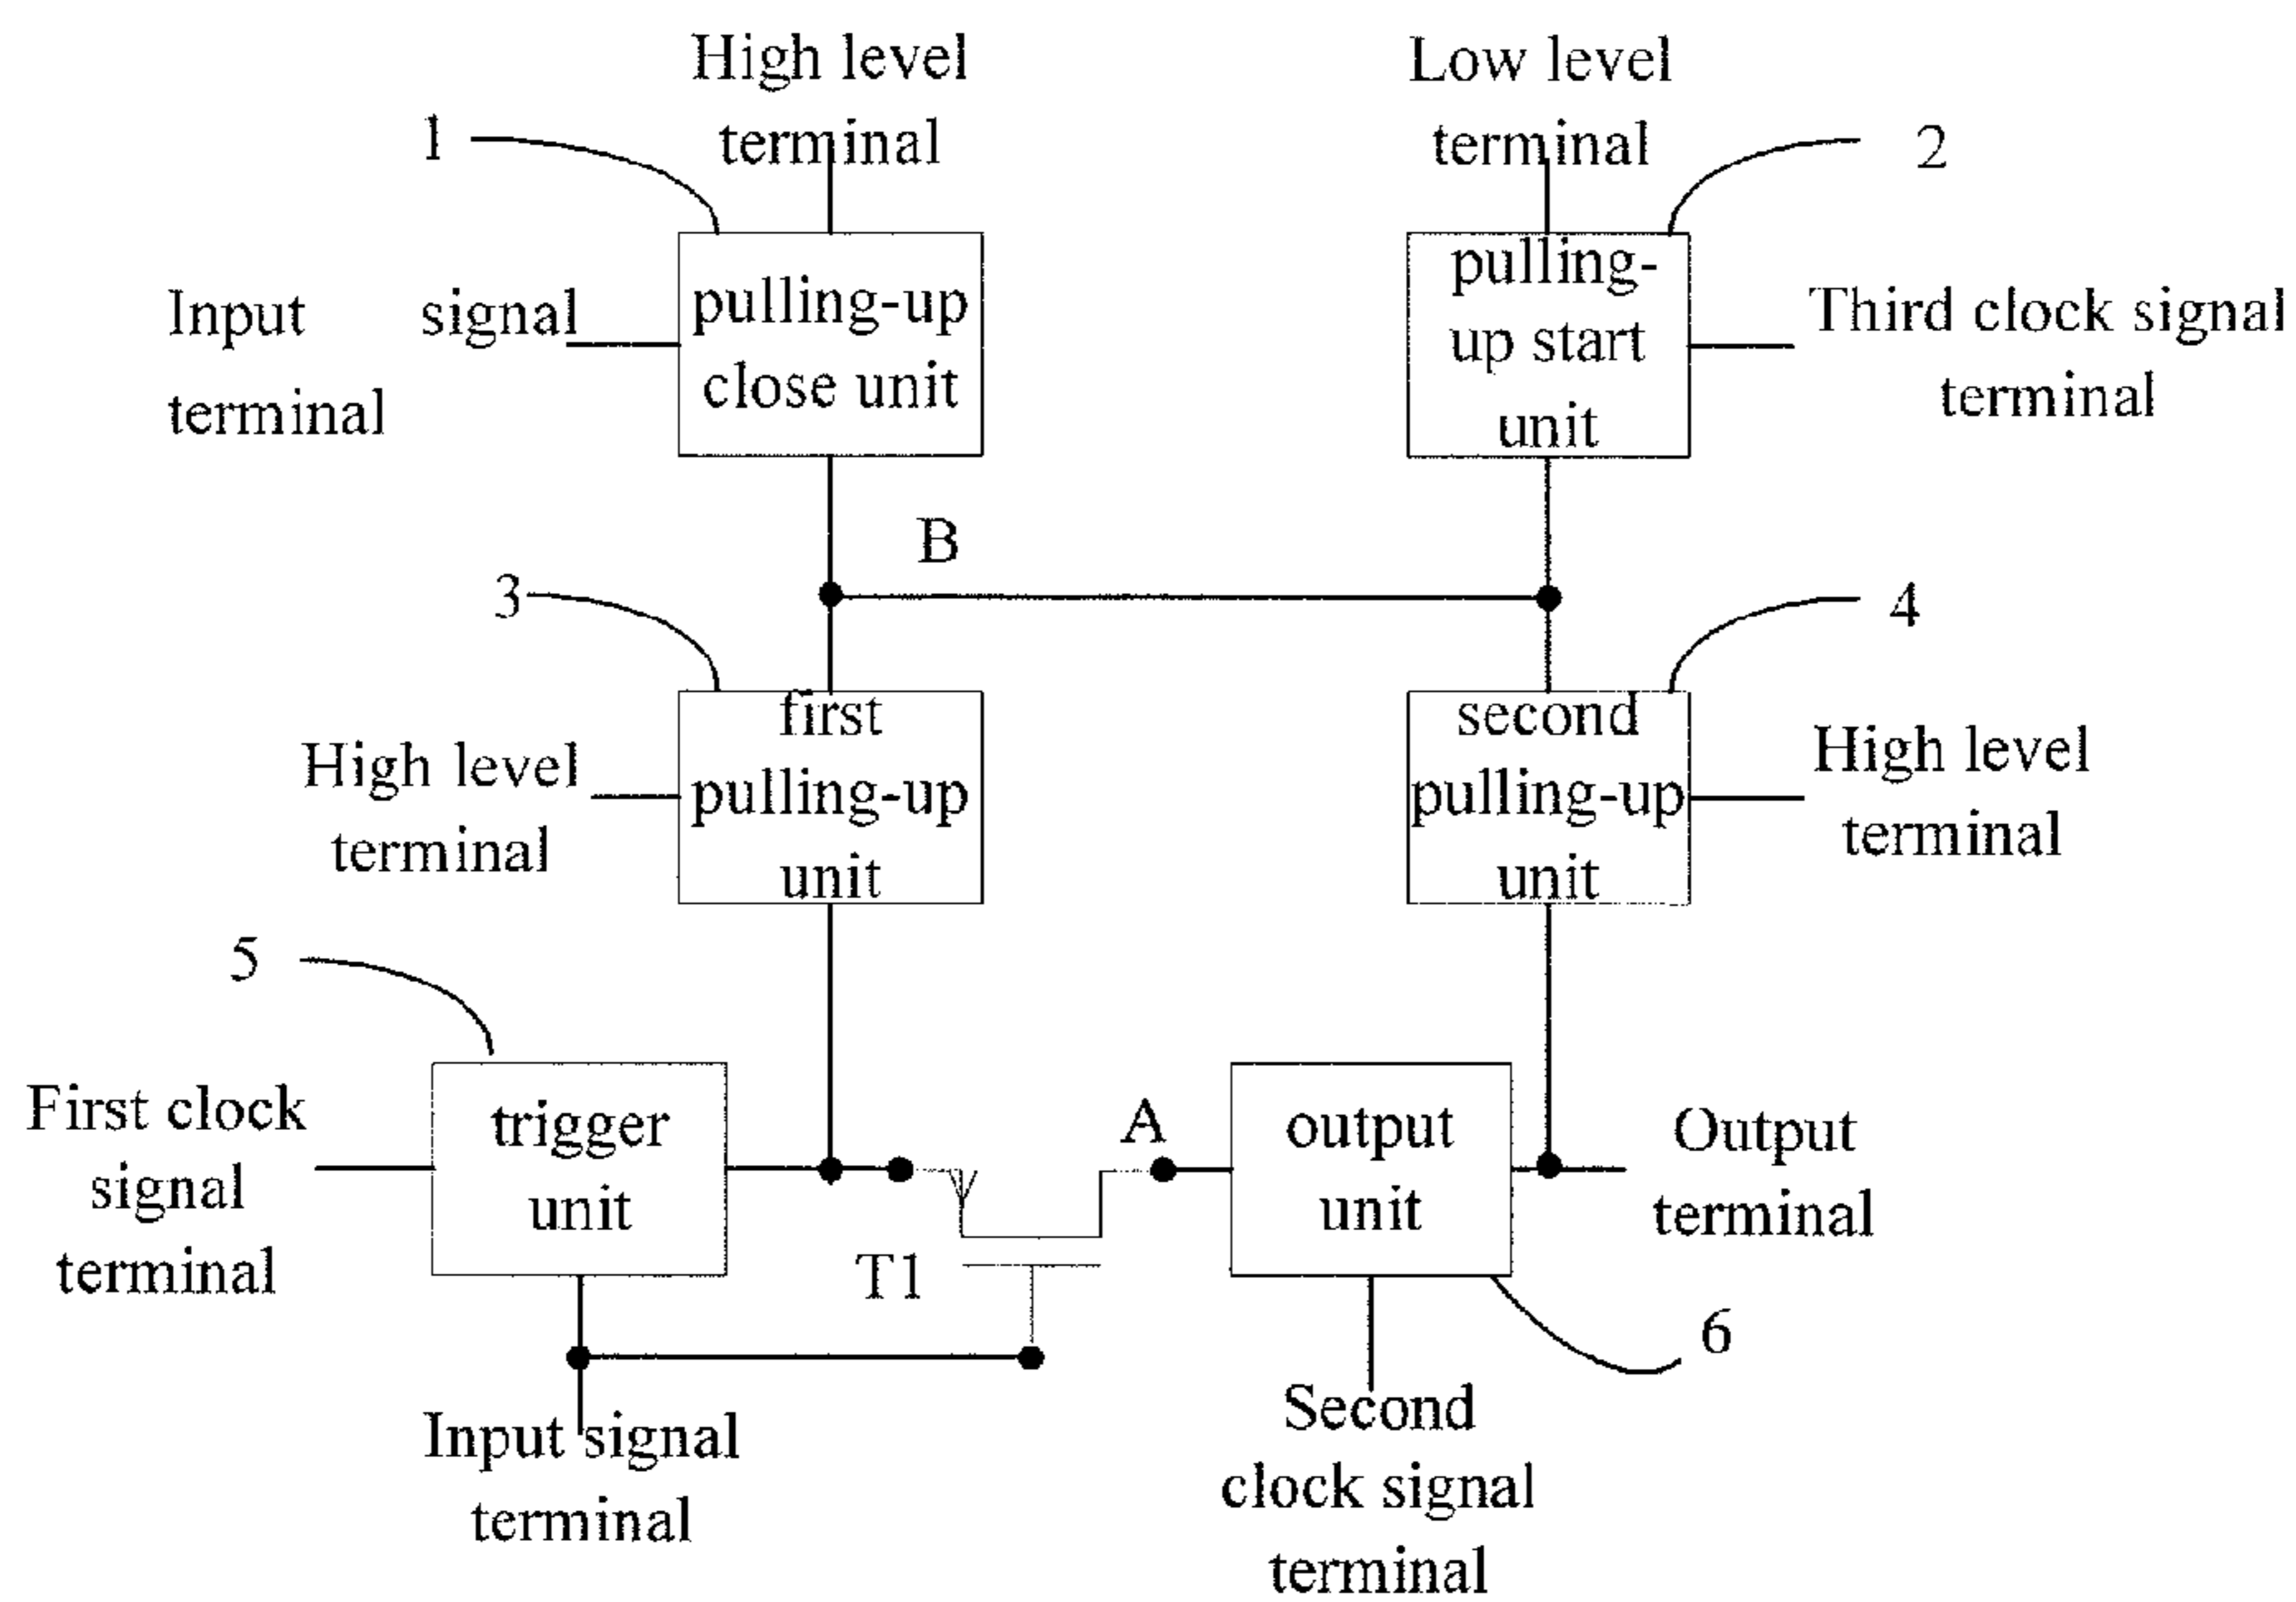 High level
terminal
Low level
terminal
1
2
Input signal
terminal
pulling-up
close unit
pulling-
up start
unit
Third clock signal
terminal
B
3
4
High level
terminal
first
pulling-up
unit
second
pulling-up
unit
High level
terminal
5
First clock
signal
terminal
trigger
unit
A
output
unit
Output
terminal
T1
6
Input signal
terminal
Second
clock signal
terminal